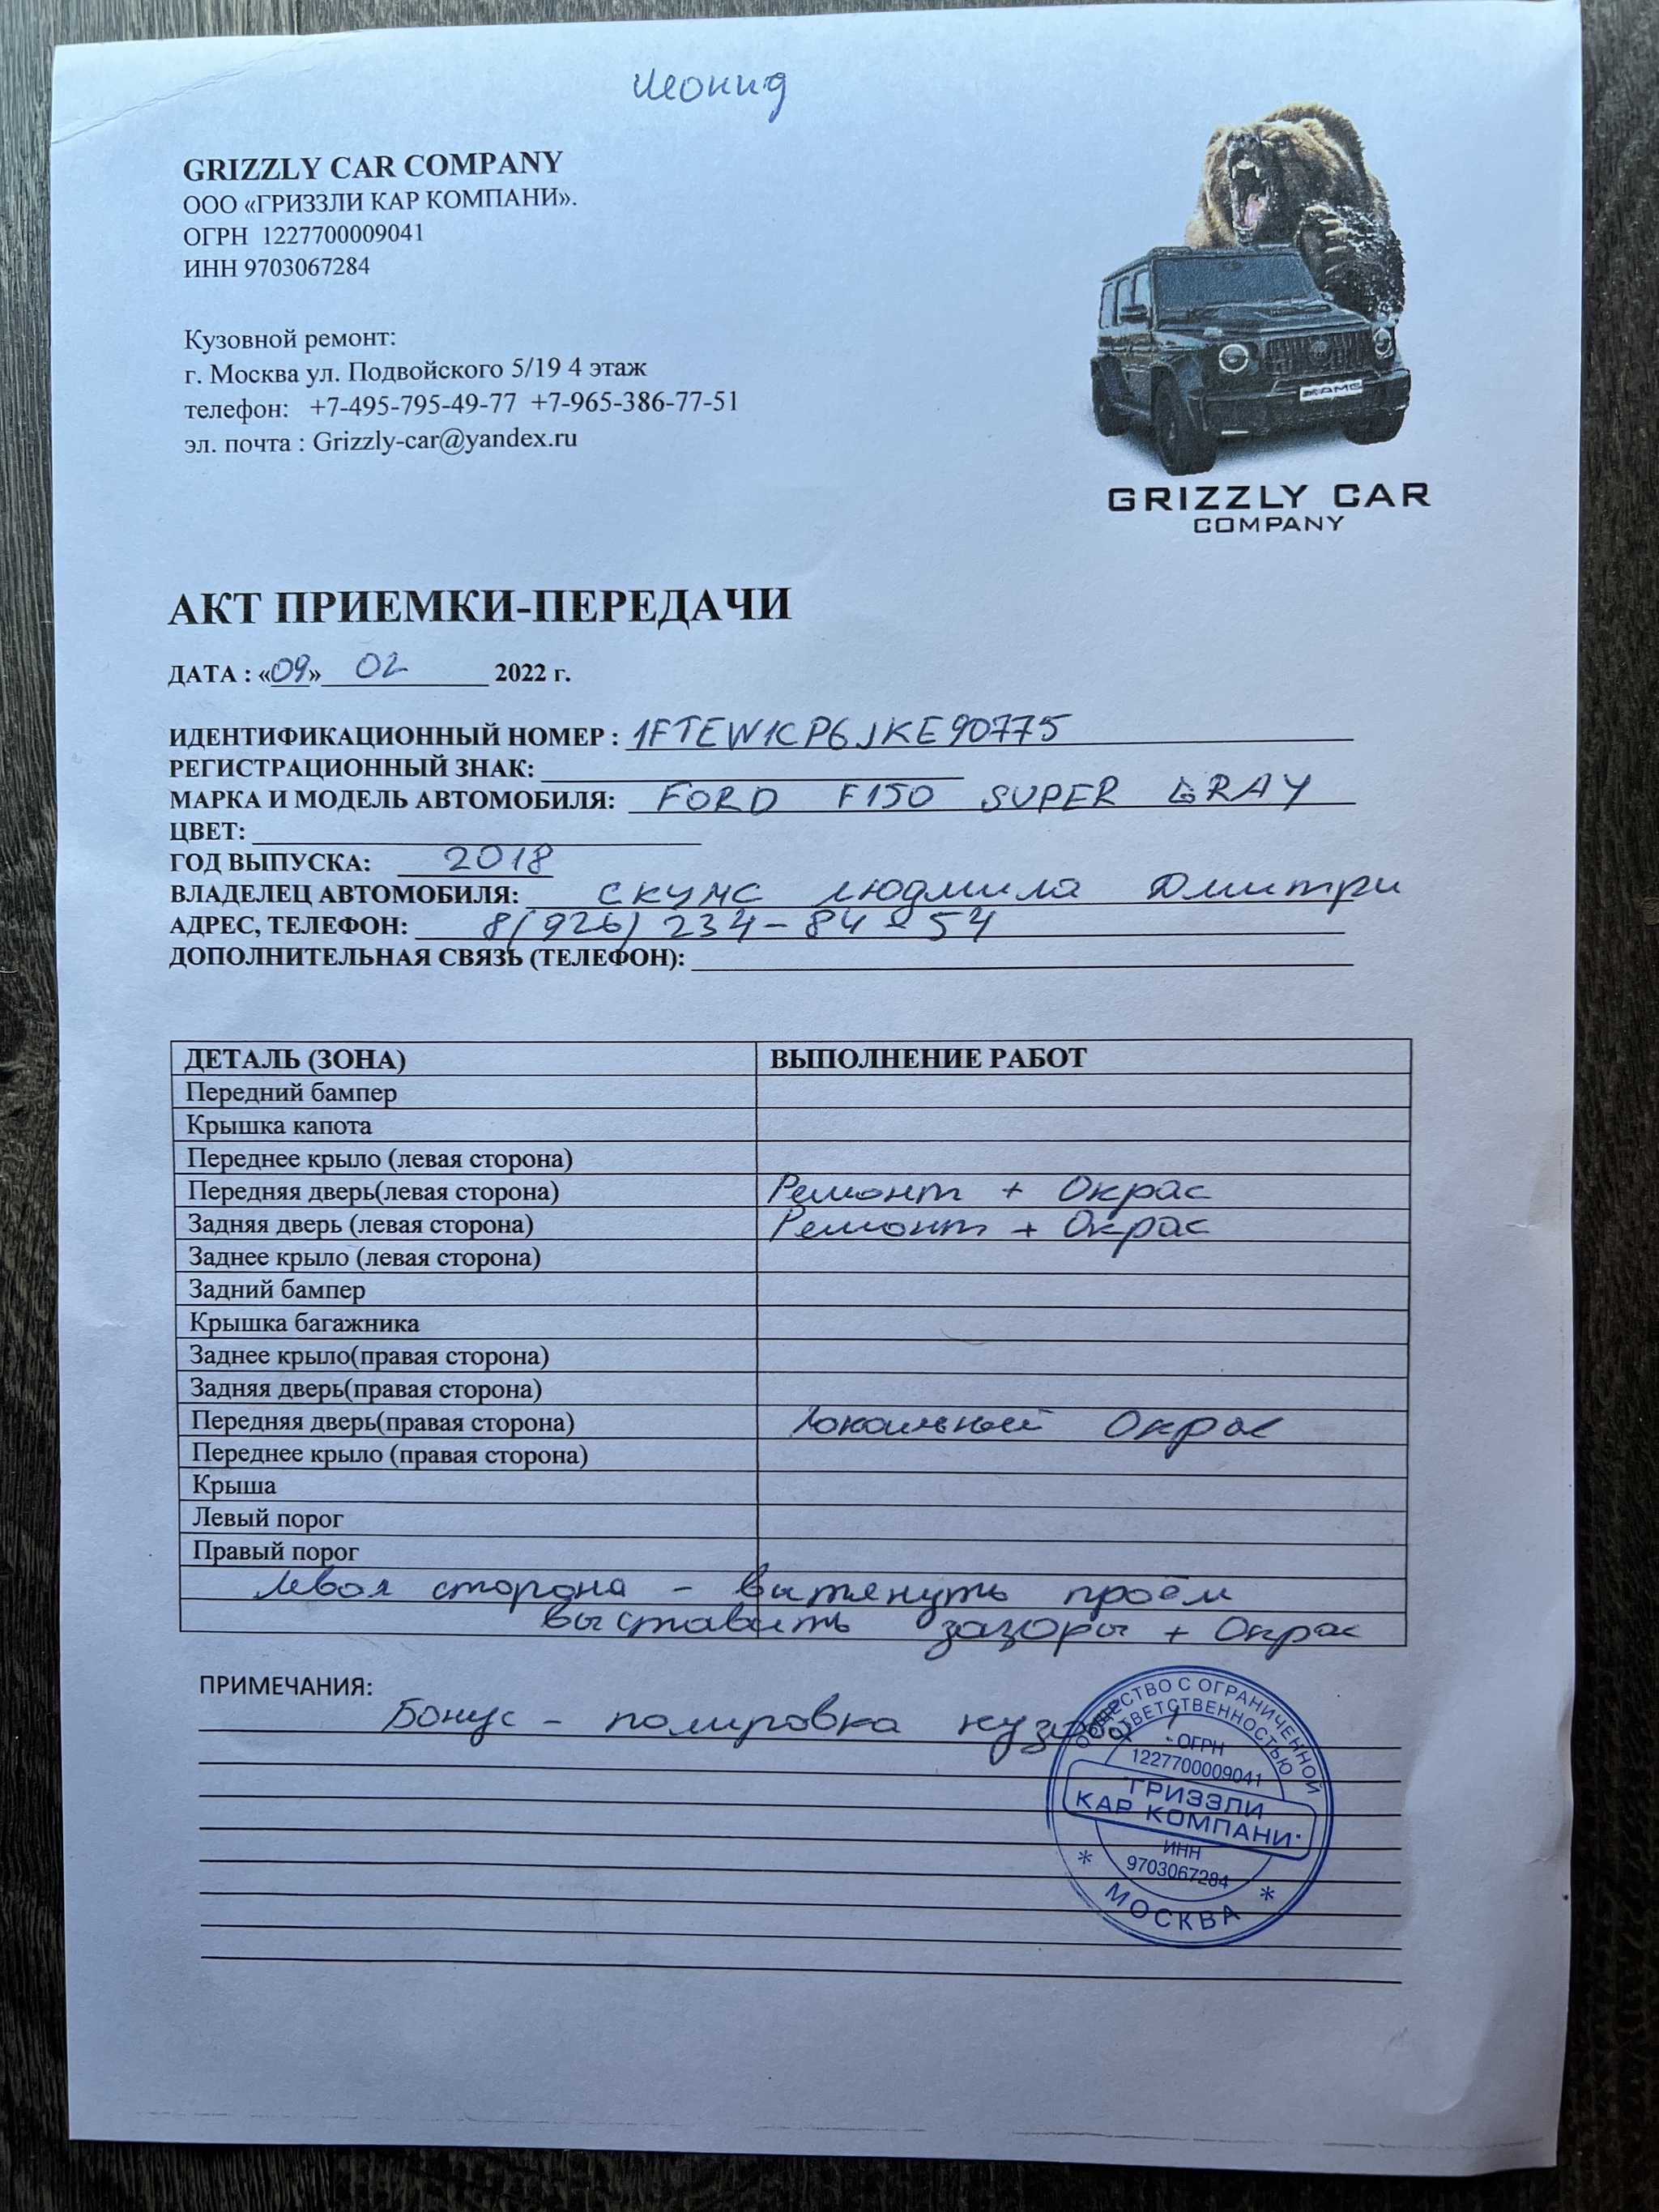 Леонид
GRIZZLY CAR COMPANY
ООО «ГРИЗЗЛИ КАР КОМПАНИ».
ОГРН 1227700009041
ИНН 9703067284
Кузовной ремонт:
г. Москва ул. Подвойского 5/19 4 этаж
телефон: +7-495-795-49-77 +7-965-386-77-51
эл. почта : Grizzly-car@yandex.ru
GRIZZLY CAR
COMPANY
АКТ ПРИЕМКИ-ПЕРЕДАЧИ
ДАТА : «09» 02 2022 г.
ИДЕНТИФИКАЦИОННЫЙ НОМЕР : 1FTEW1CP6JKE90775
РЕГИСТРАЦИОННЫЙ ЗНАК:
МАРКА И МОДЕЛЬ АВТОМОБИЛЯ: FORD F150 SUPER GRAY
ЦВЕТ:
ГОД ВЫПУСКА: 2018
ВЛАДЕЛЕЦ АВТОМОБИЛЯ: Людмила Дмитри
АДРЕС, ТЕЛЕФОН: 8(926) 234-84-54
ДОПОЛНИТЕЛЬНАЯ СВЯЗЬ (ТЕЛЕФОН):
ДЕТАЛЬ (ЗОНА) ВЫПОЛНЕНИЕ РАБОТ
Передний бампер
Крышка капота
Переднее крыло (левая сторона)
Передняя дверь(левая сторона) Ремонт + Окрас
Задняя дверь (левая сторона) Ремонт + Окрас
Заднее крыло (левая сторона)
Задний бампер
Крышка багажника
Заднее крыло(правая сторона)
Задняя дверь(правая сторона)
Передняя дверь(правая сторона) Локальный Окрас
Переднее крыло (правая сторона)
Крыша
Левый порог
Правый порог
Левая сторона - вытянуть проём
выставить зазоры + Окрас
ПРИМЕЧАНИЯ:
Бонус - полировка кузова!
ОБЩЕСТВО С ОГРАНИЧЕННОЙ
ОТВЕТСТВЕННОСТЬЮ
ОГРН
1227700009041
"ГРИЗЗЛИ
КАР КОМПАНИ"
ИНН
9703067284
* МОСКВА *